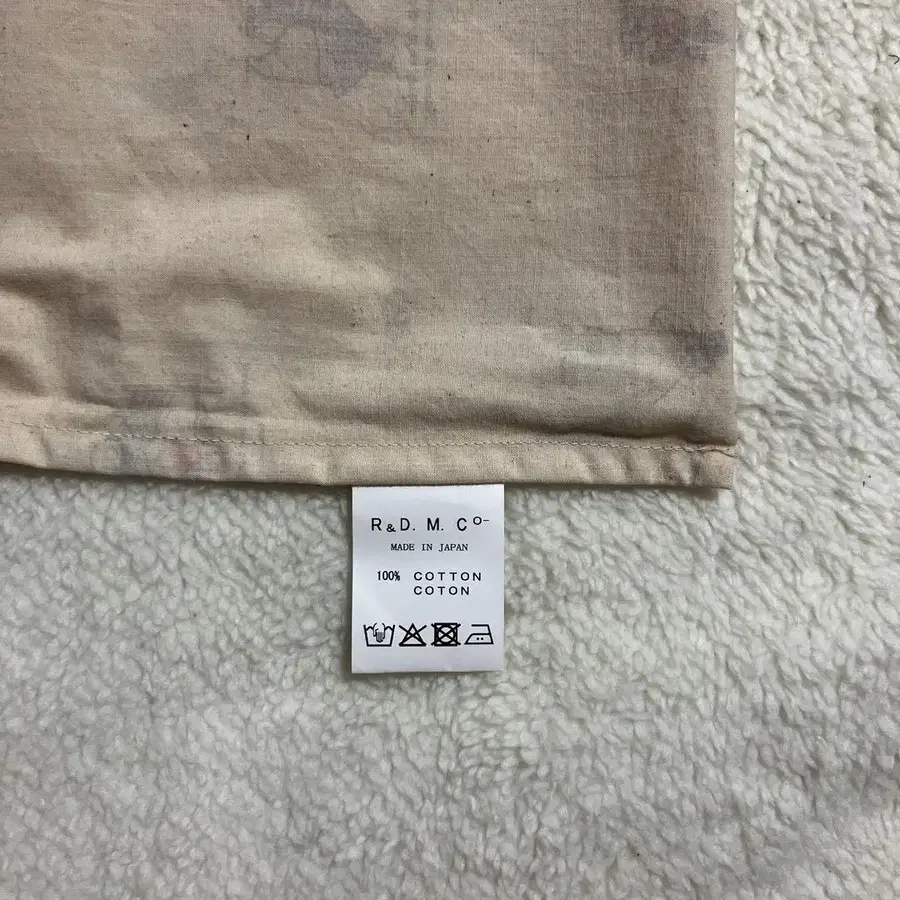 R&D. M. Co-
MADE IN JAPAN
100% COTTON
COTON